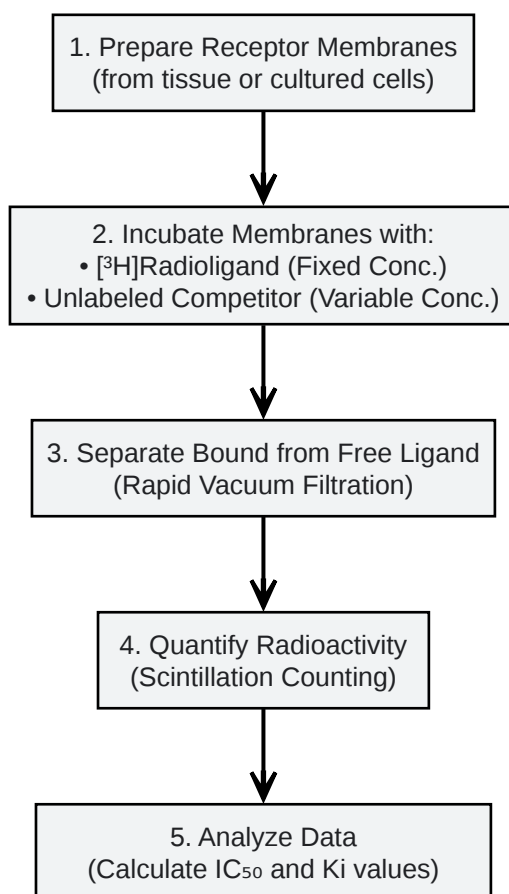 1. Prepare Receptor Membranes
(from tissue or cultured cells)
2. Incubate Membranes with:
• [³H]Radioligand (Fixed Conc.)
• Unlabeled Competitor (Variable Conc.)
3. Separate Bound from Free Ligand
(Rapid Vacuum Filtration)
4. Quantify Radioactivity
(Scintillation Counting)
5. Analyze Data
(Calculate IC₅₀ and Ki values)